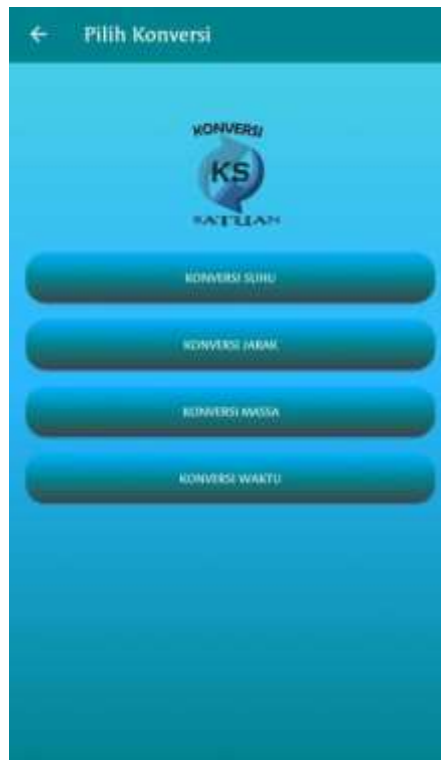 Pilih Konversi
KONVERSI
KS
SATUAN
KONVERSI SUHU
KONVERSI JARAK
KONVERSI MASSA
KONVERSI WAKTU